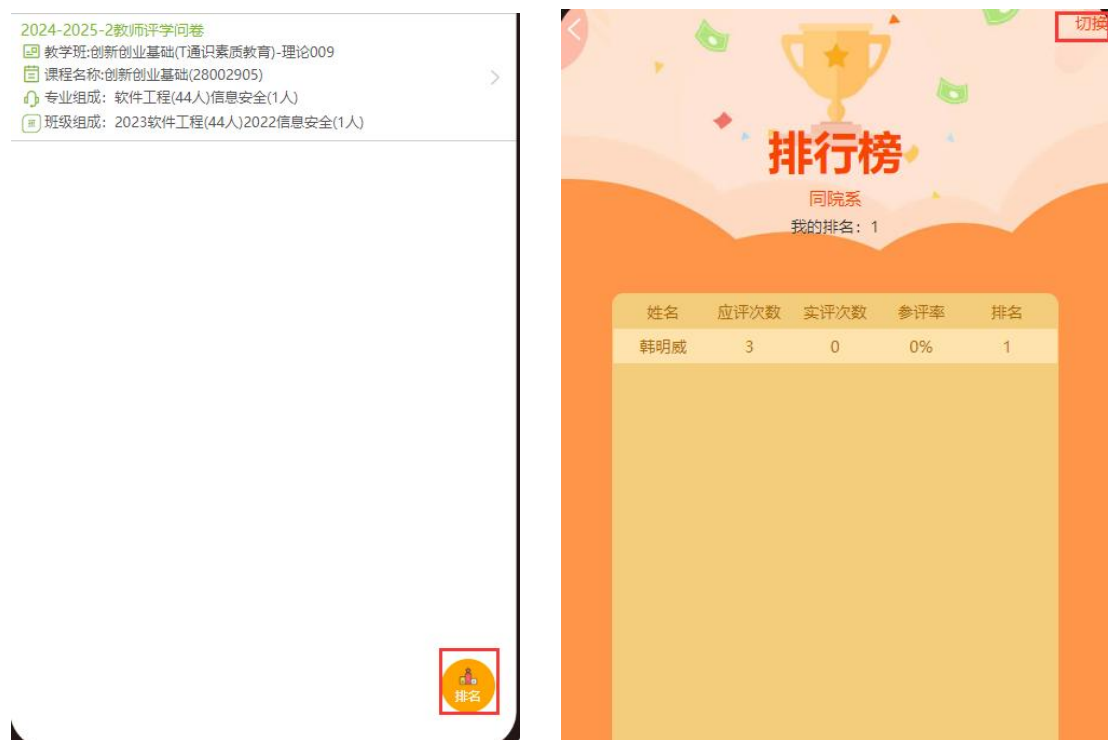 2024-2025-2教师评学问卷
教学班:创新创业基础(T通识素质教育)-理论009
课程名称:创新创业基础(28002905)
专业组成：软件工程(44人)信息安全(1人)
班级组成：2023软件工程(44人)2022信息安全(1人)
排名
切换
排行榜
同院系
我的排名：1
姓名 应评次数 实评次数 参评率 排名
韩明威 3 0 0% 1